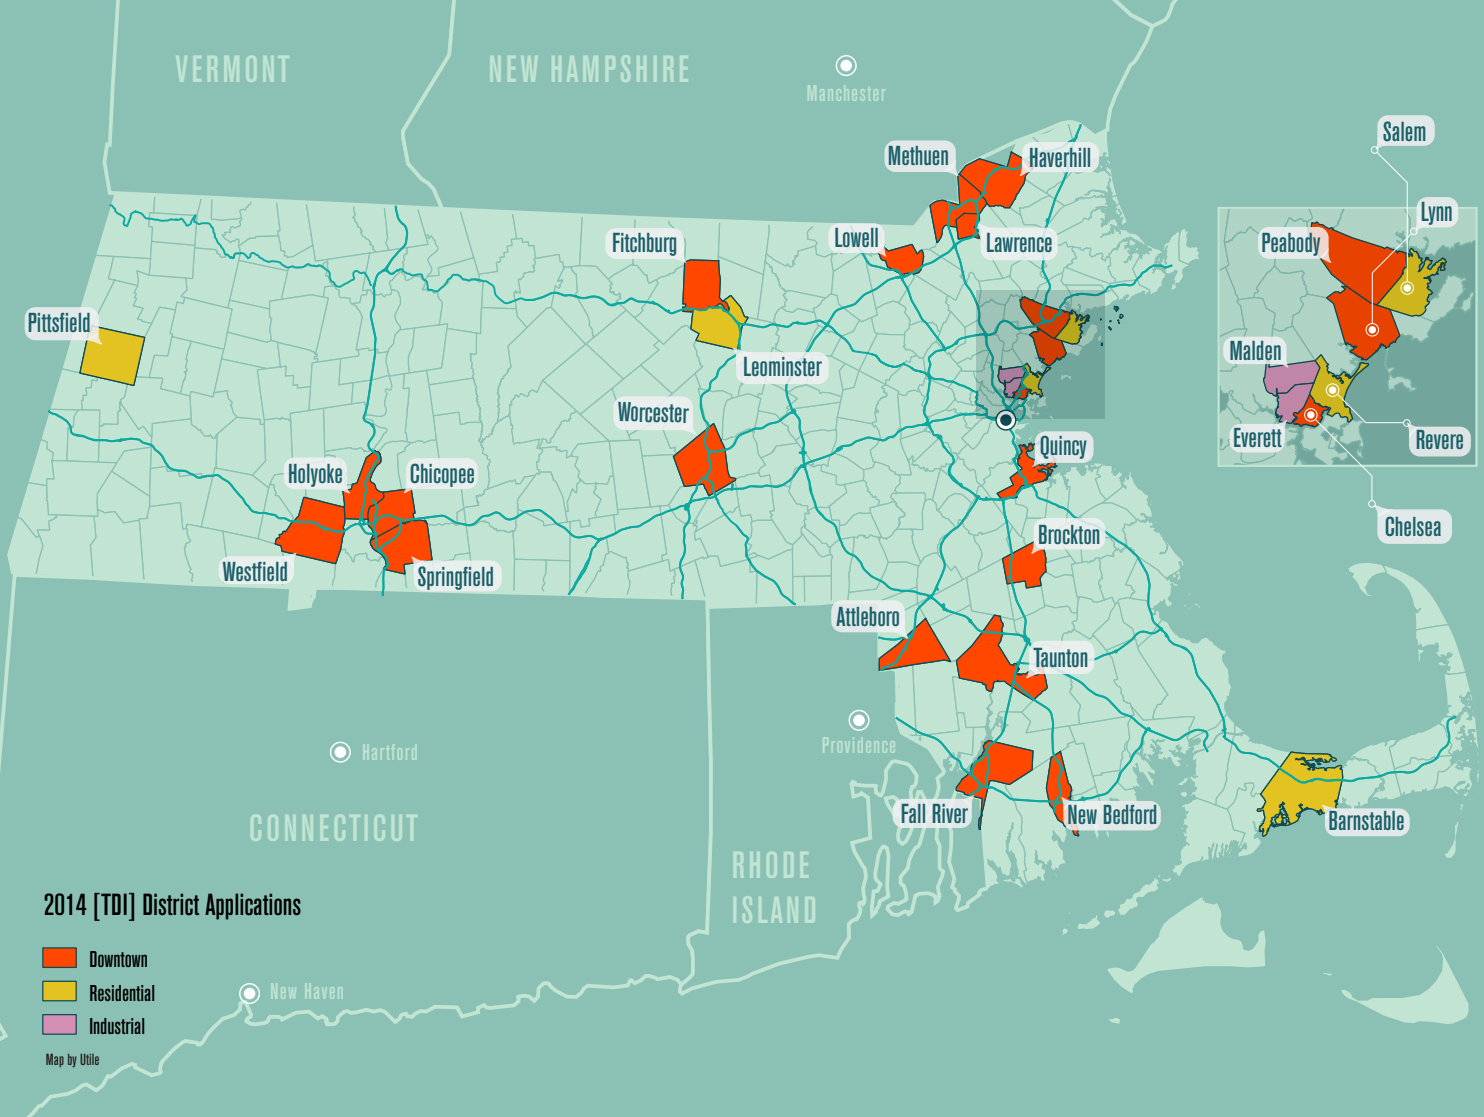 VERMONT
NEW HAMPSHIRE
Manchester
Salem
Methuen
Haverhill
Lynn
Lowell
Lawrence
Fitchburg
Peabody
Pittsfield
Leominster
Malden
Worcester
Everett
Revere
Quincy
Holyoke
Chicopee
Chelsea
Brockton
Westfield
Springfield
Attleboro
Taunton
Providence
Hartford
Fall River
New Bedford
Barnstable
CONNECTICUT
RHODE
ISLAND
2014 [TDI] District Applications
Downtown
Residential
Industrial
New Haven
Map by Utile